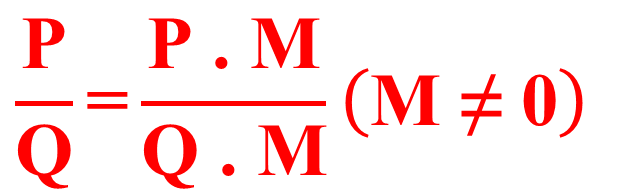 P/Q = P . M/Q . M (M ≠ 0)